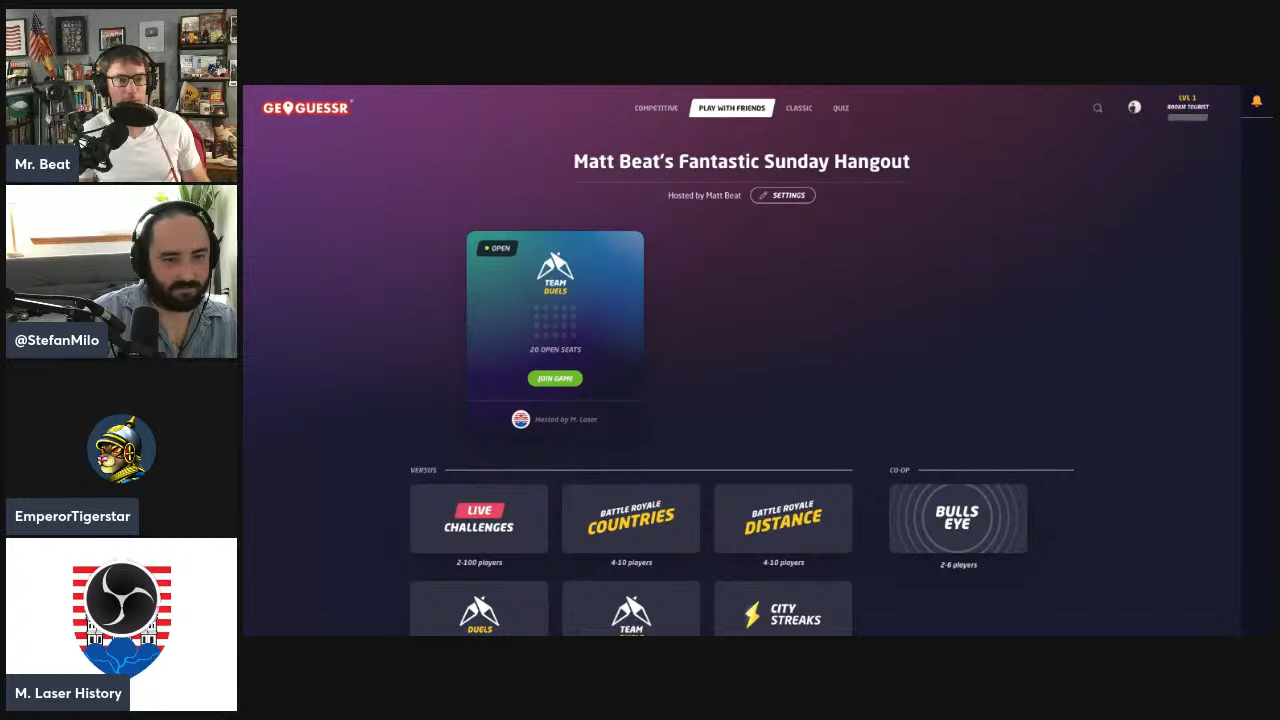 Mr. Beat
@StefanMilo
EmperorTigerstar
M. Laser History
GEOGUESSR
COMPETITIVE
PLAY WITH FRIENDS
CLASSIC
QUIZ
LVL 1
ROOKIE TOURIST
Matt Beat's Fantastic Sunday Hangout
Hosted by Matt Beat
SETTINGS
OPEN
TEAM
DUELS
20 OPEN SEATS
JOIN GAME
Hosted by M. Laser
VERSUS
CO-OP
LIVE
CHALLENGES
2-100 players
BATTLE ROYALE
COUNTRIES
4-10 players
BATTLE ROYALE
DISTANCE
4-10 players
BULLS
EYE
2-6 players
DUELS
TEAM
DUELS
CITY
STREAKS